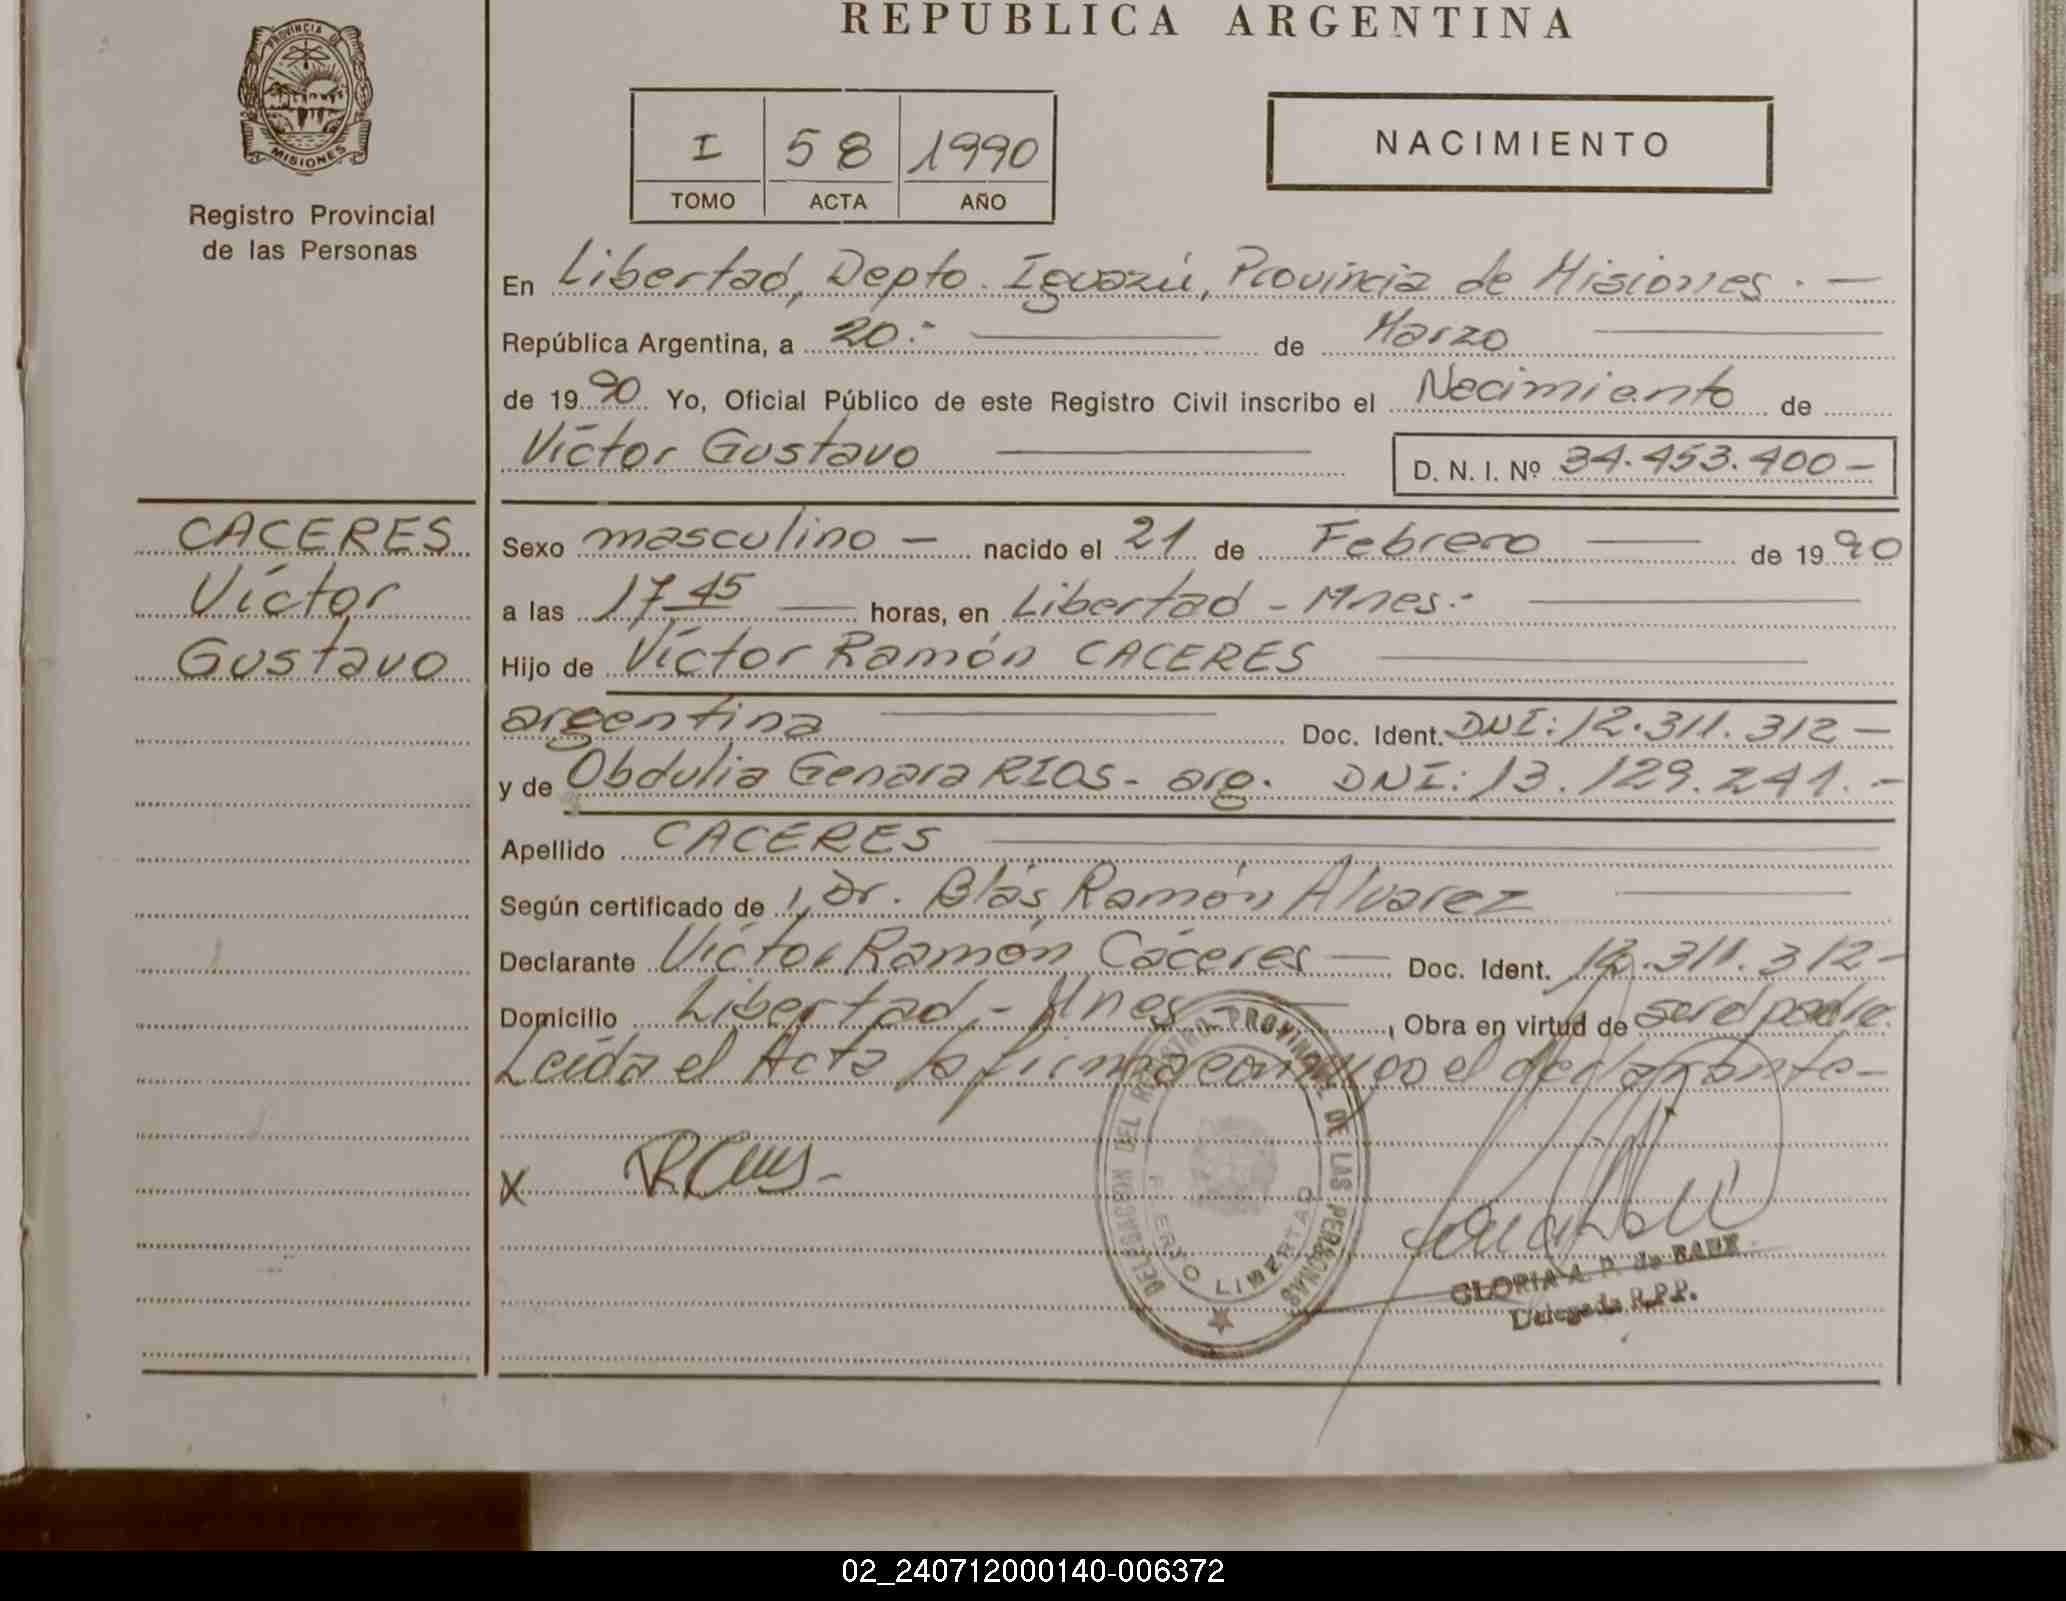 REPUBLICA ARGENTINA
PROVINCIA DE
MISIONES
Registro Provincial
de las Personas
I 58 1990
TOMO ACTA AÑO
NACIMIENTO
En Libertad, Depto. Iguazú, Provincia de Misiones. —
República Argentina, a 20.- — de Marzo —
de 1990 Yo, Oficial Público de este Registro Civil inscribo el Nacimiento de
Víctor Gustavo — D. N. I. Nº 34.453.400 —
CACERES
Víctor
Gustavo
Sexo masculino — nacido el 21 de Febrero — de 1990
a las 17 45 — horas, en Libertad - Mnes.- —
Hijo de Víctor Ramón CACERES —
argentina — Doc. Ident. DNI: 12.311.312 —
y de Obdulia Genara RIOS - arg. DNI: 13.129.241.-
Apellido CACERES —
Según certificado de Dr. Blás Ramón Alvarez —
Declarante Víctor Ramón Cáceres — Doc. Ident. 12.311.312 -
Domicilio Libertad - Mnes — , Obra en virtud de ser el padre.
Leída el Acta la firma conmigo el declarante -
X
DELEGACION DEL REGISTRO PROVINCIAL DE LAS PERSONAS
PUERTO LIBERTAD
GLORIA A. P. de
Delegada R.P.P.
02_240712000140-006372